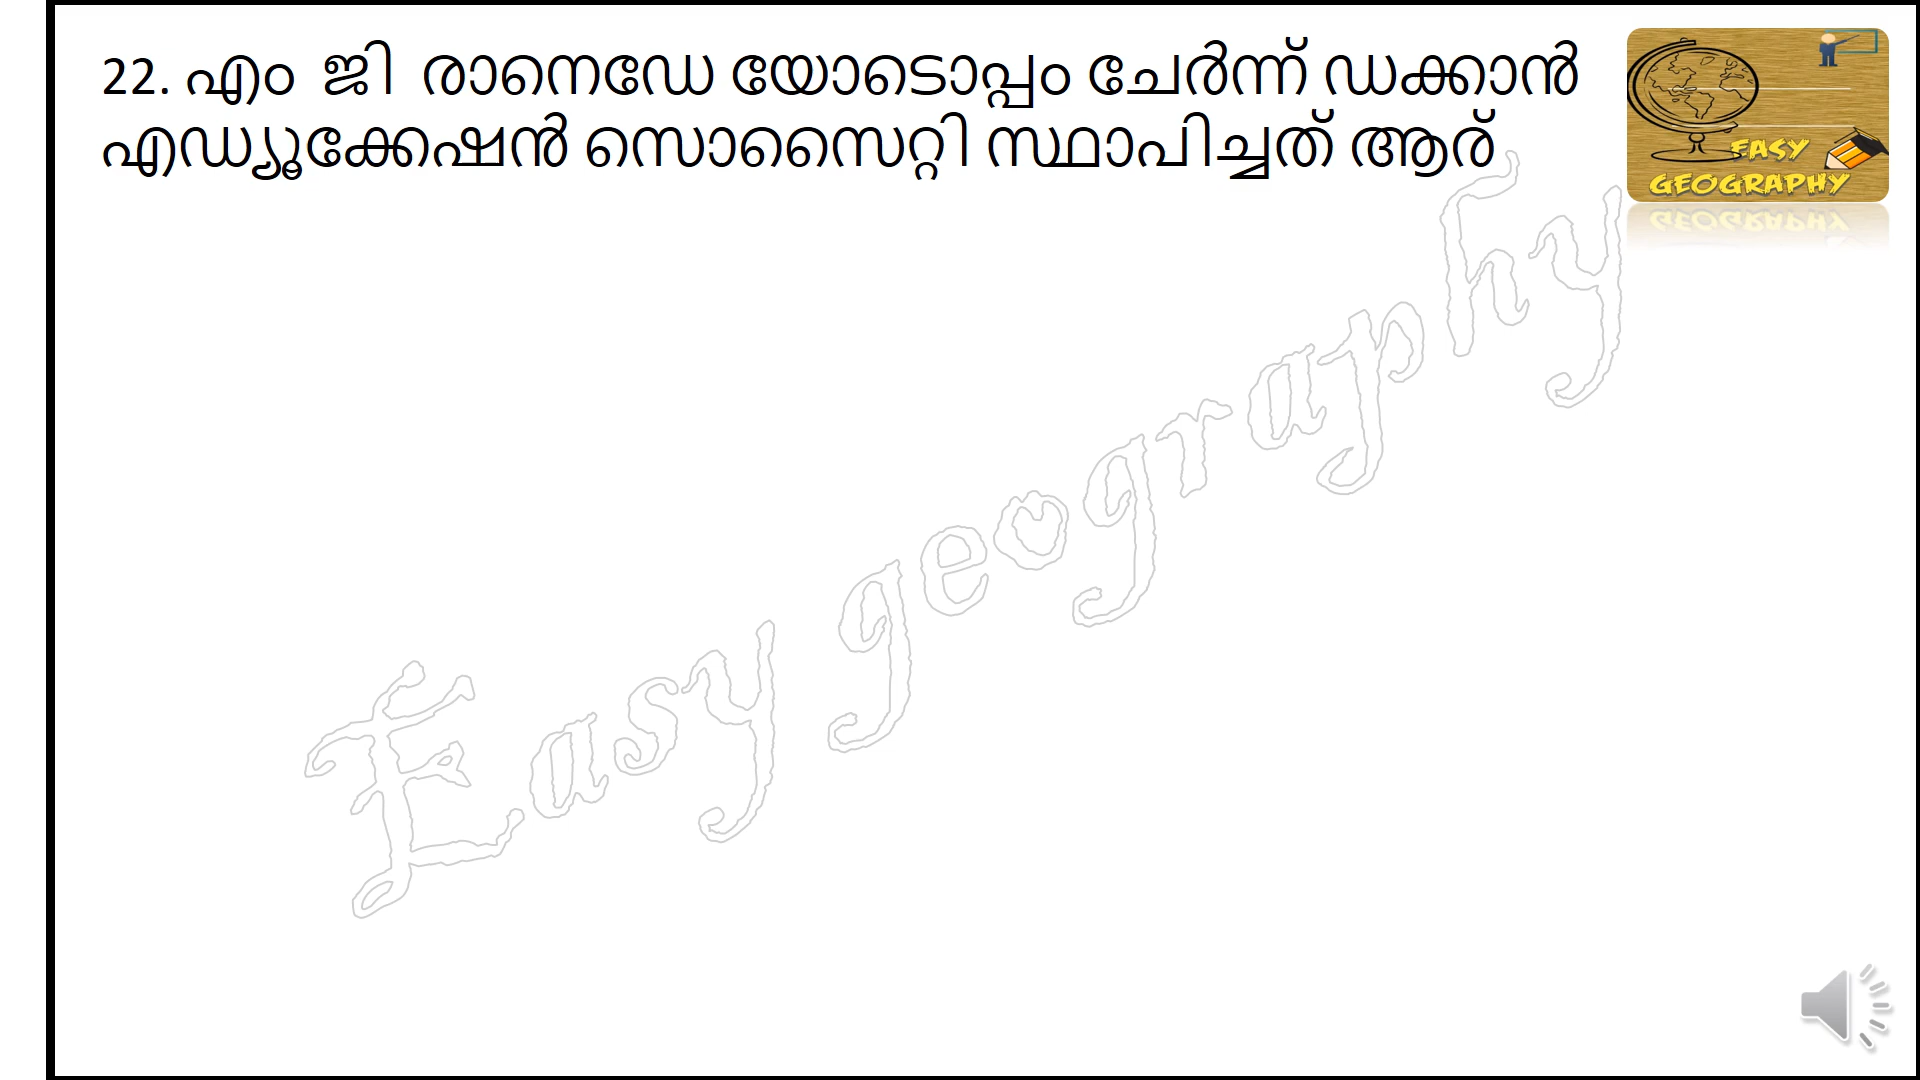 22. എം ജി രാനെഡേ യോടൊപ്പം ചേർന്ന് ഡക്കാൻ
എഡ്യൂക്കേഷൻ സൊസൈറ്റി സ്ഥാപിച്ചത് ആര്
EASY
GEOGRAPHY
Easy geography